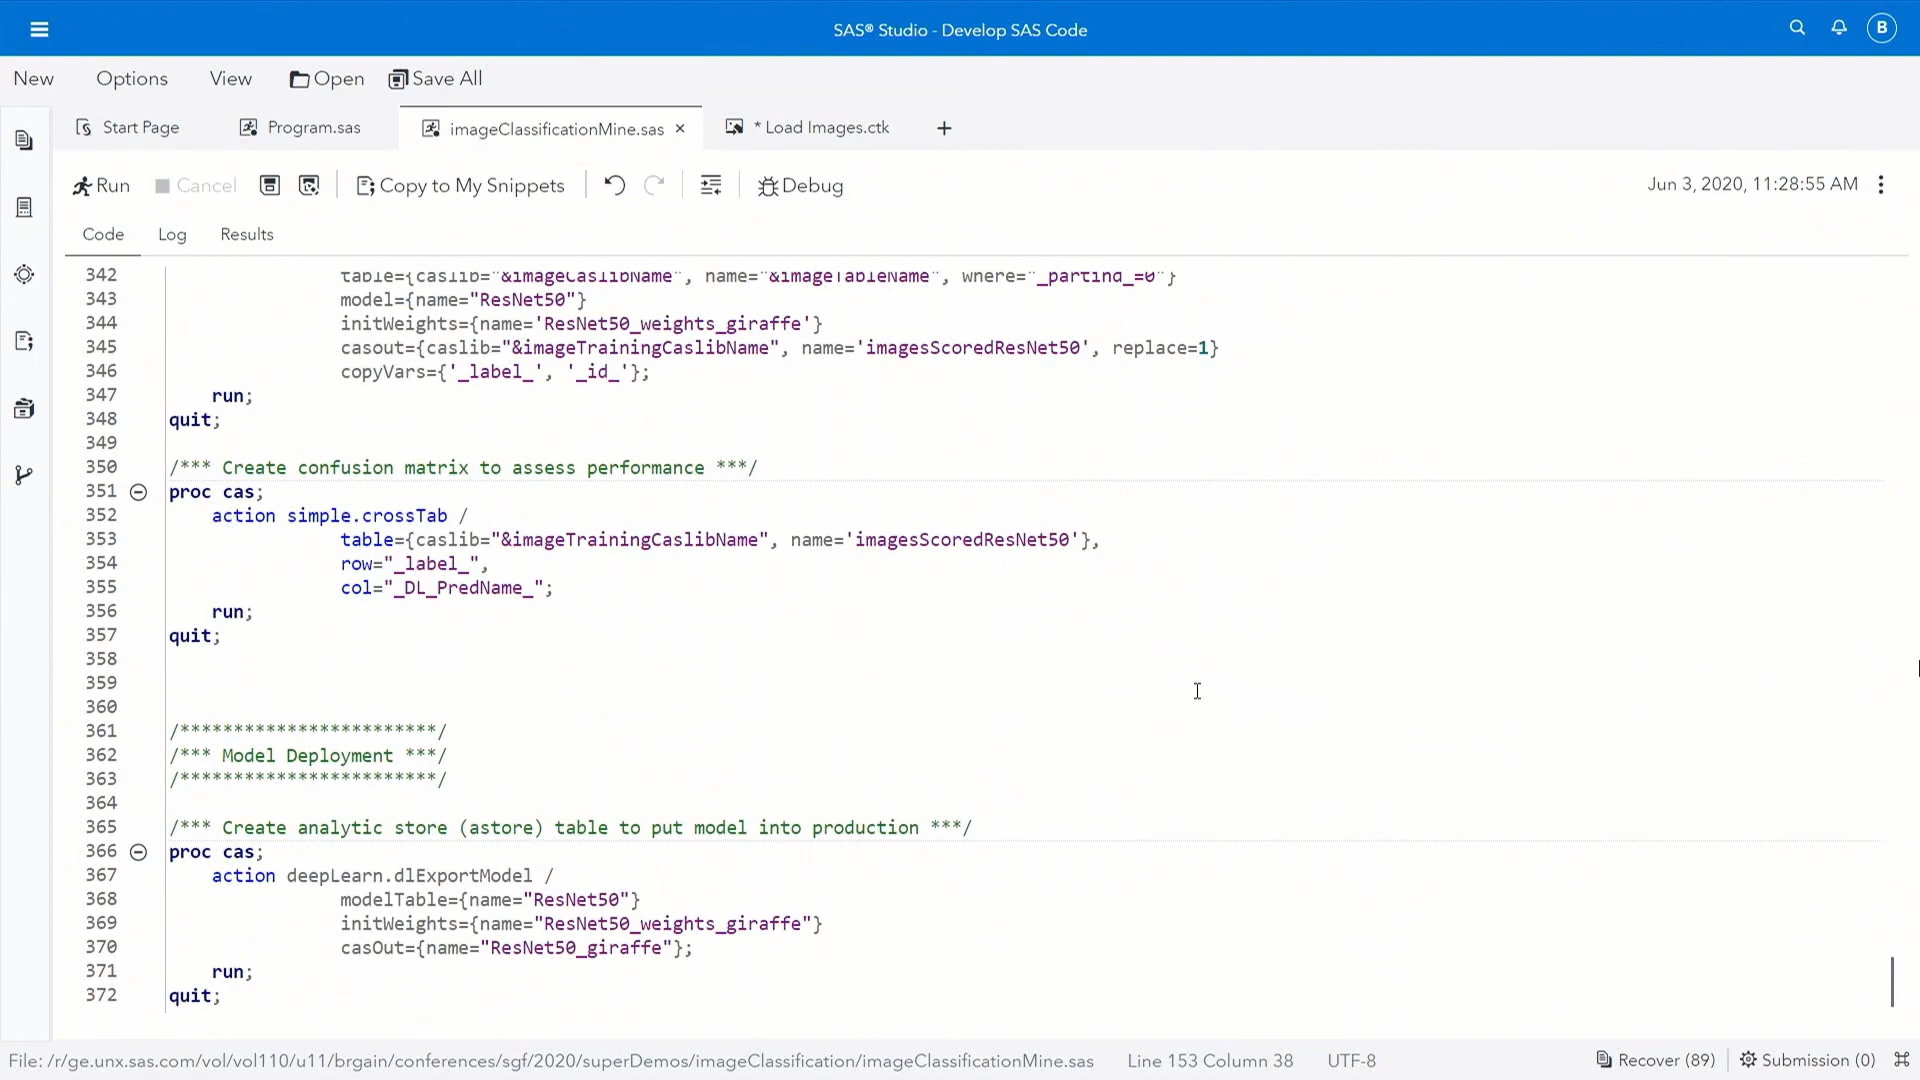 SAS® Studio - Develop SAS Code
B
New Options View Open Save All
Start Page Program.sas imageClassificationMine.sas × * Load Images.ctk +
Run Cancel Copy to My Snippets Debug Jun 3, 2020, 11:28:55 AM
Code Log Results
342 table={caslib="&imageCaslibName", name="&imageTableName", where="_partind_=0"}
343 model={name="ResNet50"}
344 initWeights={name='ResNet50_weights_giraffe'}
345 casout={caslib="&imageTrainingCaslibName", name='imagesScoredResNet50', replace=1}
346 copyVars={'_label_', '_id_'};
347 run;
348 quit;
349
350 /*** Create confusion matrix to assess performance ***/
351 proc cas;
352 action simple.crossTab /
353 table={caslib="&imageTrainingCaslibName", name='imagesScoredResNet50'},
354 row="_label_",
355 col="_DL_PredName_";
356 run;
357 quit;
358
359
360
361 /************************/
362 /*** Model Deployment ***/
363 /************************/
364
365 /*** Create analytic store (astore) table to put model into production ***/
366 proc cas;
367 action deepLearn.dlExportModel /
368 modelTable={name="ResNet50"}
369 initWeights={name="ResNet50_weights_giraffe"}
370 casOut={name="ResNet50_giraffe"};
371 run;
372 quit;
File: /r/ge.unx.sas.com/vol/vol110/u11/brgain/conferences/sgf/2020/superDemos/imageClassification/imageClassificationMine.sas Line 153 Column 38 UTF-8 Recover (89) Submission (0)